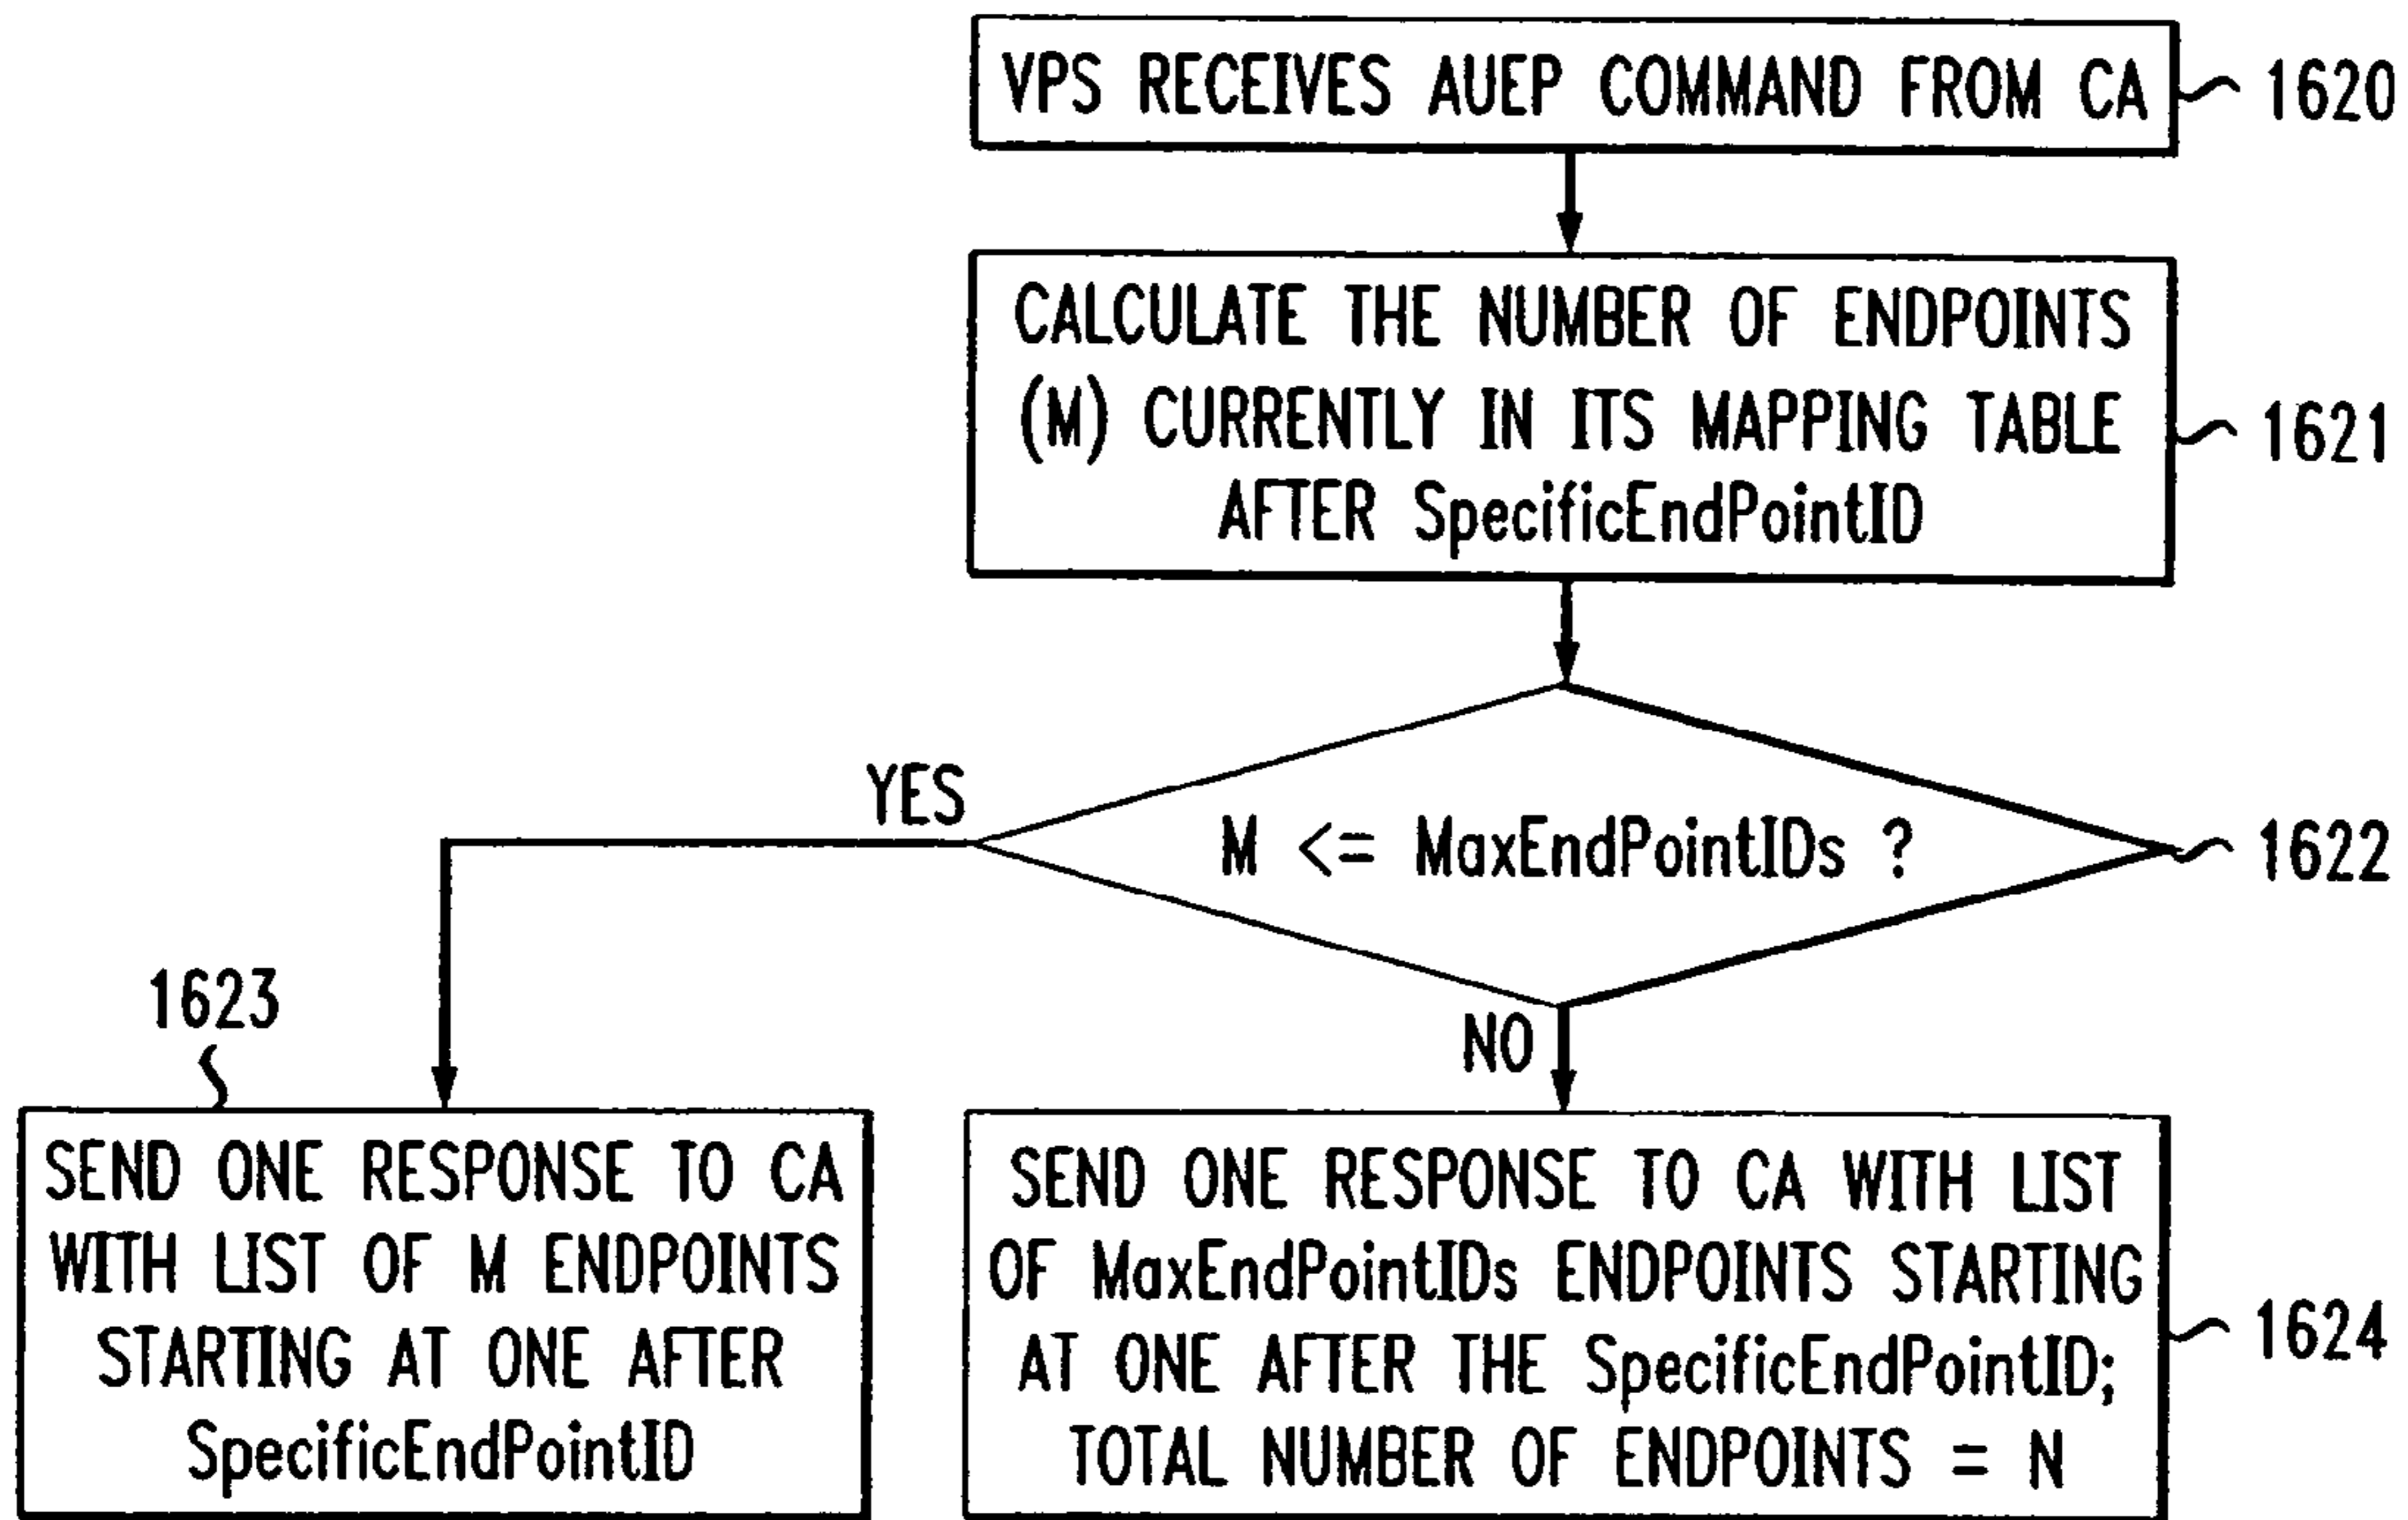 VPS RECEIVES AUEP COMMAND FROM CA
1620
CALCULATE THE NUMBER OF ENDPOINTS
(M) CURRENTLY IN ITS MAPPING TABLE
AFTER SpecificEndPointID
1621
YES
M <= MaxEndPointIDs ?
1622
NO
1623
SEND ONE RESPONSE TO CA
WITH LIST OF M ENDPOINTS
STARTING AT ONE AFTER
SpecificEndPointID
SEND ONE RESPONSE TO CA WITH LIST
OF MaxEndPointIDs ENDPOINTS STARTING
AT ONE AFTER THE SpecificEndPointID;
TOTAL NUMBER OF ENDPOINTS = N
1624